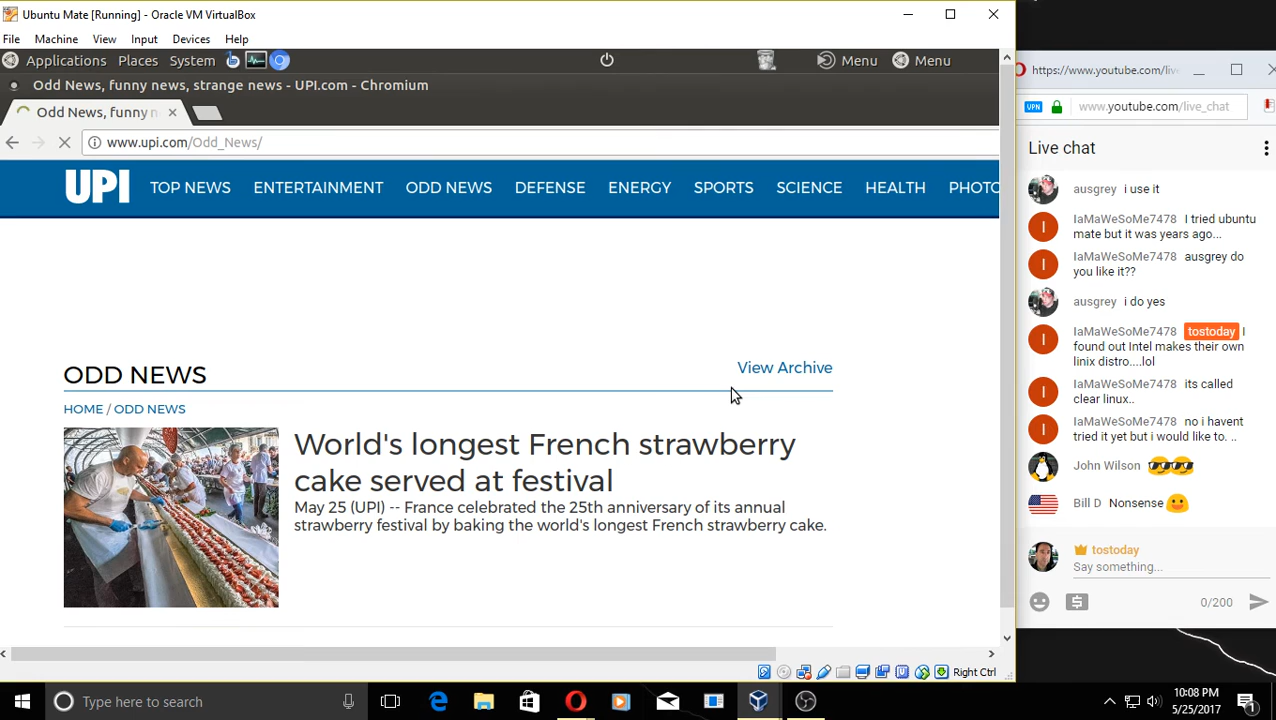 Ubuntu Mate [Running] - Oracle VM VirtualBox
File Machine View Input Devices Help
Applications Places System Menu Menu
Odd News, funny news, strange news - UPI.com - Chromium
Odd News, funny n
www.upi.com/Odd_News/
UPI TOP NEWS ENTERTAINMENT ODD NEWS DEFENSE ENERGY SPORTS SCIENCE HEALTH PHOTO
View Archive
ODD NEWS
HOME / ODD NEWS
World's longest French strawberry
cake served at festival
May 25 (UPI) -- France celebrated the 25th anniversary of its annual
strawberry festival by baking the world's longest French strawberry cake.
Right Ctrl
https://www.youtube.com/liv
VPN www.youtube.com/live_chat
Live chat
ausgrey i use it
I IaMaWeSoMe7478 I tried ubuntu
mate but it was years ago...
I IaMaWeSoMe7478 ausgrey do
you like it??
ausgrey i do yes
I IaMaWeSoMe7478 tostoday I
found out Intel makes their own
linix distro....lol
I IaMaWeSoMe7478 its called
clear linux..
I IaMaWeSoMe7478 no i havent
tried it yet but i would like to. ..
John Wilson 😎😎
Bill D Nonsense 🙂
tostoday
Say something...
0/200
Type here to search
10:08 PM
5/25/2017
1